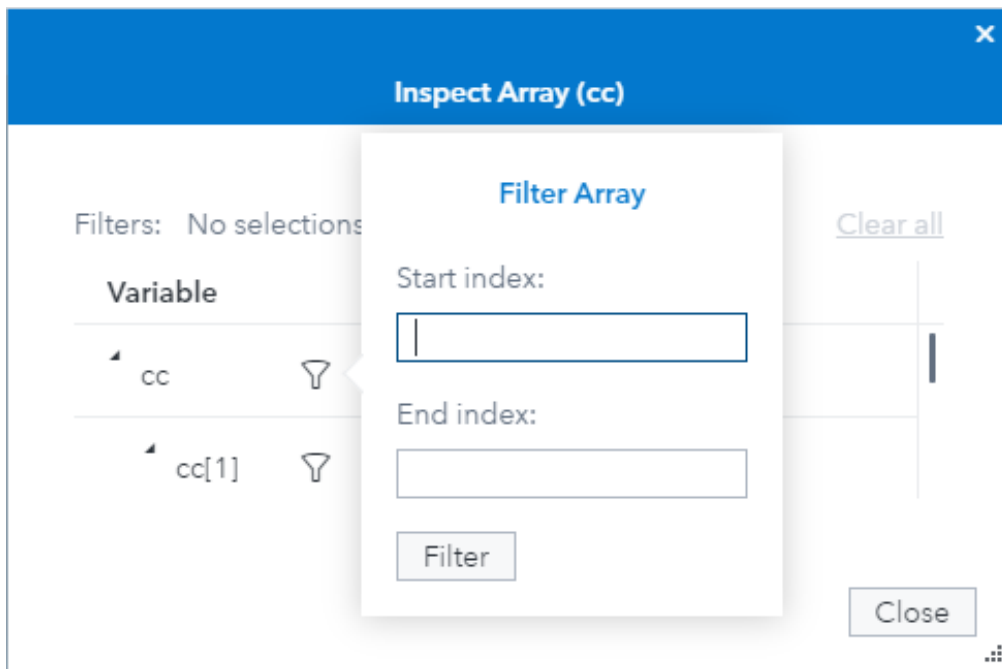 Inspect Array (cc)
Filter Array
Filters: No selections
Clear all
Start index:
Variable
cc
End index:
cc[1]
Filter
Close